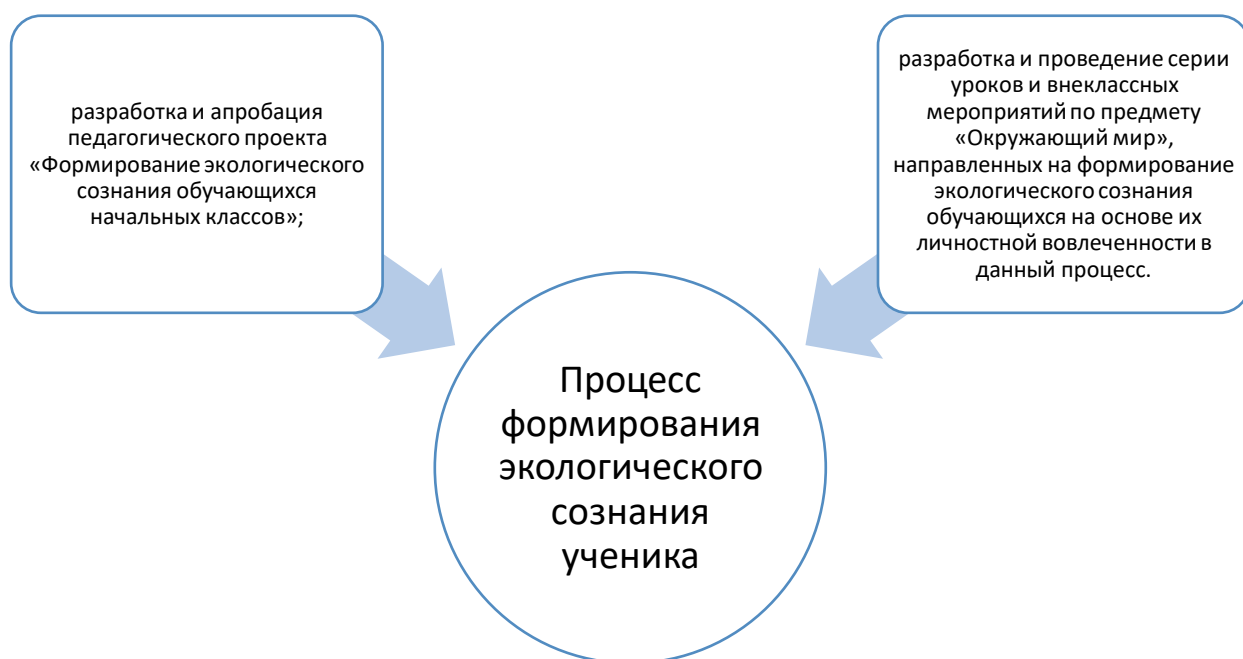 разработка и апробация
педагогического проекта
«Формирование экологического
сознания обучающихся
начальных классов»;
разработка и проведение серии
уроков и внеклассных
мероприятий по предмету
«Окружающий мир»,
направленных на формирование
экологического сознания
обучающихся на основе их
личностной вовлеченности в
данный процесс.
Процесс
формирования
экологического
сознания
ученика